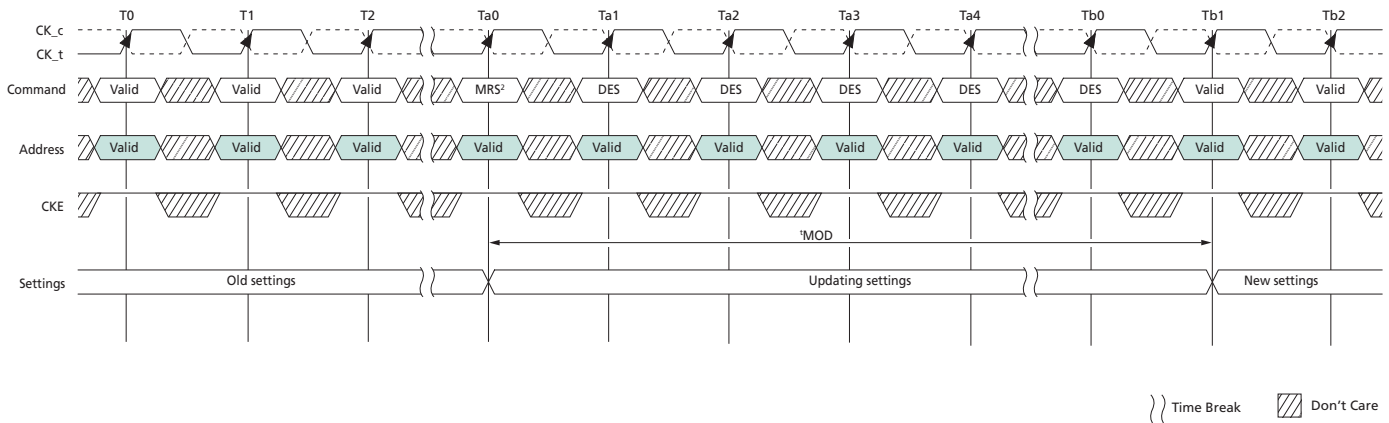 T0 T1 T2 Ta0 Ta1 Ta2 Ta3 Ta4 Tb0 Tb1 Tb2
CK_c
CK_t
Command Valid Valid Valid MRS² DES DES DES DES DES Valid Valid
Address Valid Valid Valid Valid Valid Valid Valid Valid Valid Valid Valid
CKE
ᵗMOD
Settings Old settings Updating settings New settings
Time Break Don't Care